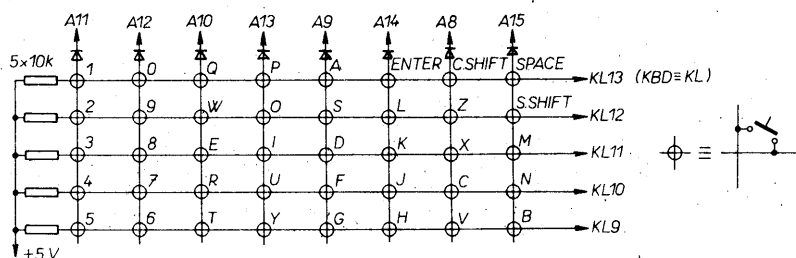 A11 A12 A10 A13 A9 A14 A8 A15
5×10k
1 0 Q P A ENTER C.SHIFT SPACE KL13 (KBD≡KL)
2 9 W O S L Z S.SHIFT KL12
3 8 E I D K X M KL11 ≡
4 7 R U F J C N KL10
5 6 T Y G H V B KL9
+5V